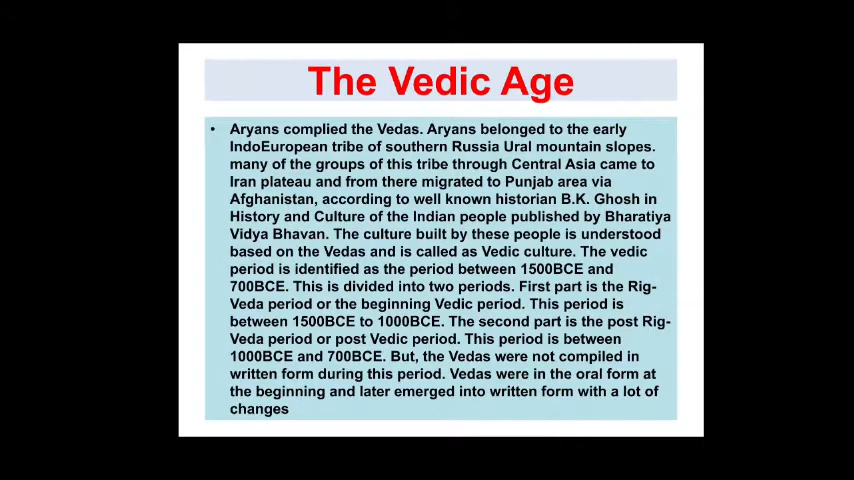 The Vedic Age
• Aryans complied the Vedas. Aryans belonged to the early
IndoEuropean tribe of southern Russia Ural mountain slopes.
many of the groups of this tribe through Central Asia came to
Iran plateau and from there migrated to Punjab area via
Afghanistan, according to well known historian B.K. Ghosh in
History and Culture of the Indian people published by Bharatiya
Vidya Bhavan. The culture built by these people is understood
based on the Vedas and is called as Vedic culture. The vedic
period is identified as the period between 1500BCE and
700BCE. This is divided into two periods. First part is the Rig-
Veda period or the beginning Vedic period. This period is
between 1500BCE to 1000BCE. The second part is the post Rig-
Veda period or post Vedic period. This period is between
1000BCE and 700BCE. But, the Vedas were not compiled in
written form during this period. Vedas were in the oral form at
the beginning and later emerged into written form with a lot of
changes